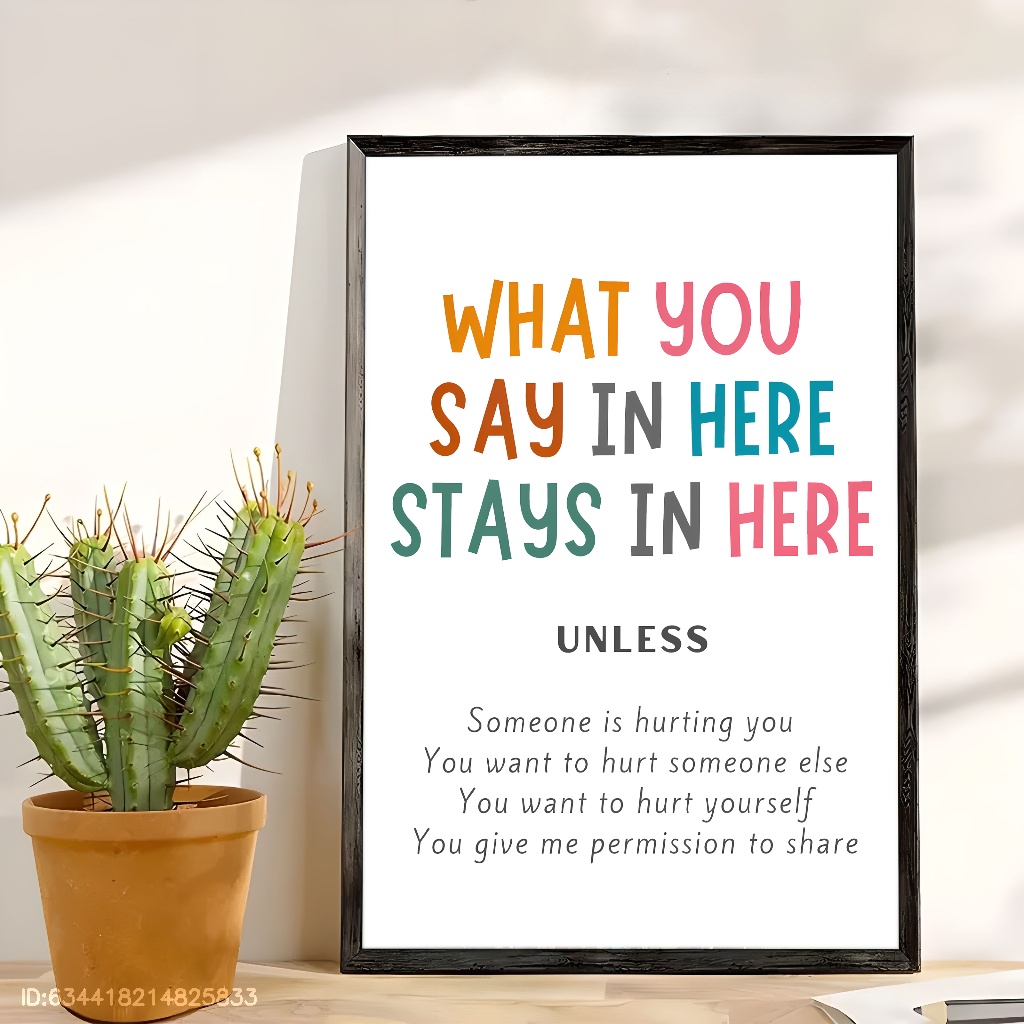 WHAT YOU
SAY IN HERE
STAYS IN HERE
UNLESS
Someone is hurting you
You want to hurt someone else
You want to hurt yourself
You give me permission to share
ID:634418214825833